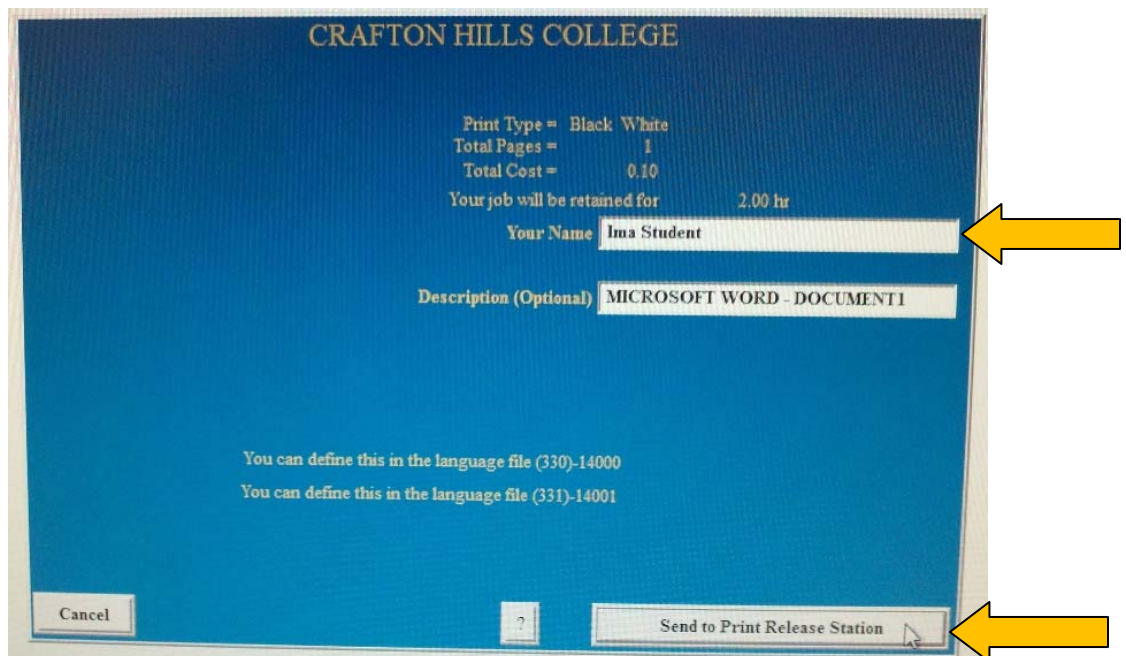 CRAFTON HILLS COLLEGE
Print Type = Black White
Total Pages = 1
Total Cost = 0.10
Your job will be retained for 2.00 hr
Your Name Ima Student
Description (Optional) MICROSOFT WORD - DOCUMENT1
You can define this in the language file (330)-14000
You can define this in the language file (331)-14001
Cancel ? Send to Print Release Station